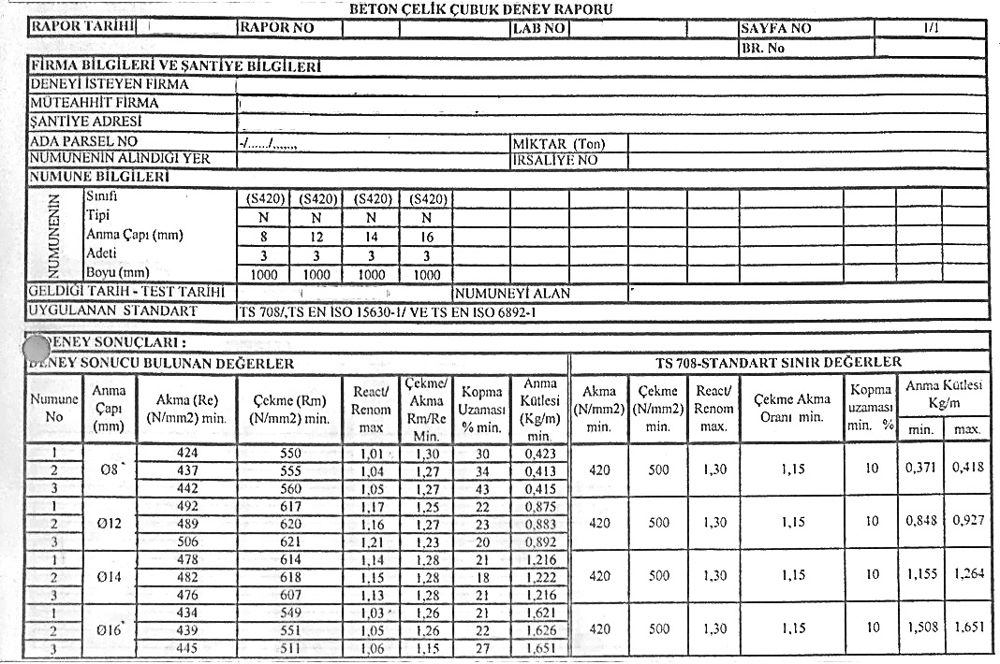 BETON ÇELİK ÇUBUK DENEY RAPORU
RAPOR TARİHİ RAPOR NO LAB NO SAYFA NO 1/1
BR. No
FİRMA BİLGİLERİ VE ŞANTİYE BİLGİLERİ
DENEYİ İSTEYEN FİRMA
MÜTEAHHİT FİRMA
ŞANTİYE ADRESİ
ADA PARSEL NO -/....../,,,,,,, MİKTAR (Ton)
NUMUNENİN ALINDIĞI YER İRSALİYE NO
NUMUNE BİLGİLERİ
NUMUNENİN
Sınıfı (S420) (S420) (S420) (S420)
Tipi N N N N
Anma Çapı (mm) 8 12 14 16
Adeti 3 3 3 3
Boyu (mm) 1000 1000 1000 1000
GELDİĞİ TARİH - TEST TARİHİ NUMUNEYİ ALAN
UYGULANAN STANDART TS 708/,TS EN İSO 15630-1/ VE TS EN ISO 6892-1
DENEY SONUÇLARI :
DENEY SONUCU BULUNAN DEĞERLER TS 708-STANDART SINIR DEĞERLER
Numune No Anma Çapı (mm) Akma (Re) (N/mm2) min. Çekme (Rm) (N/mm2) min. React/ Renom max Çekme/ Akma Rm/Re Min. Kopma Uzaması % min. Anma Kütlesi (Kg/m) min. Akma (N/mm2) min. Çekme (N/mm2) min. React/ Renom max. Çekme Akma Oranı min. Kopma uzaması min. % Anma Kütlesi Kg/m min. max.
1 424 550 1,01 1,30 30 0,423
2 Ø8 437 555 1,04 1,27 34 0,413 420 500 1,30 1,15 10 0,371 0,418
3 442 560 1,05 1,27 43 0,415
1 492 617 1,17 1,25 22 0,875
2 Ø12 489 620 1,16 1,27 23 0,883 420 500 1,30 1,15 10 0,848 0,927
3 506 621 1,21 1,23 20 0,892
1 478 614 1,14 1,28 21 1,216
2 Ø14 482 618 1,15 1,28 18 1,222 420 500 1,30 1,15 10 1,155 1,264
3 476 607 1,13 1,28 21 1,216
1 434 549 1,03 1,26 21 1,621
2 Ø16 439 551 1,05 1,26 22 1,626 420 500 1,30 1,15 10 1,508 1,651
3 445 511 1,06 1,15 27 1,651